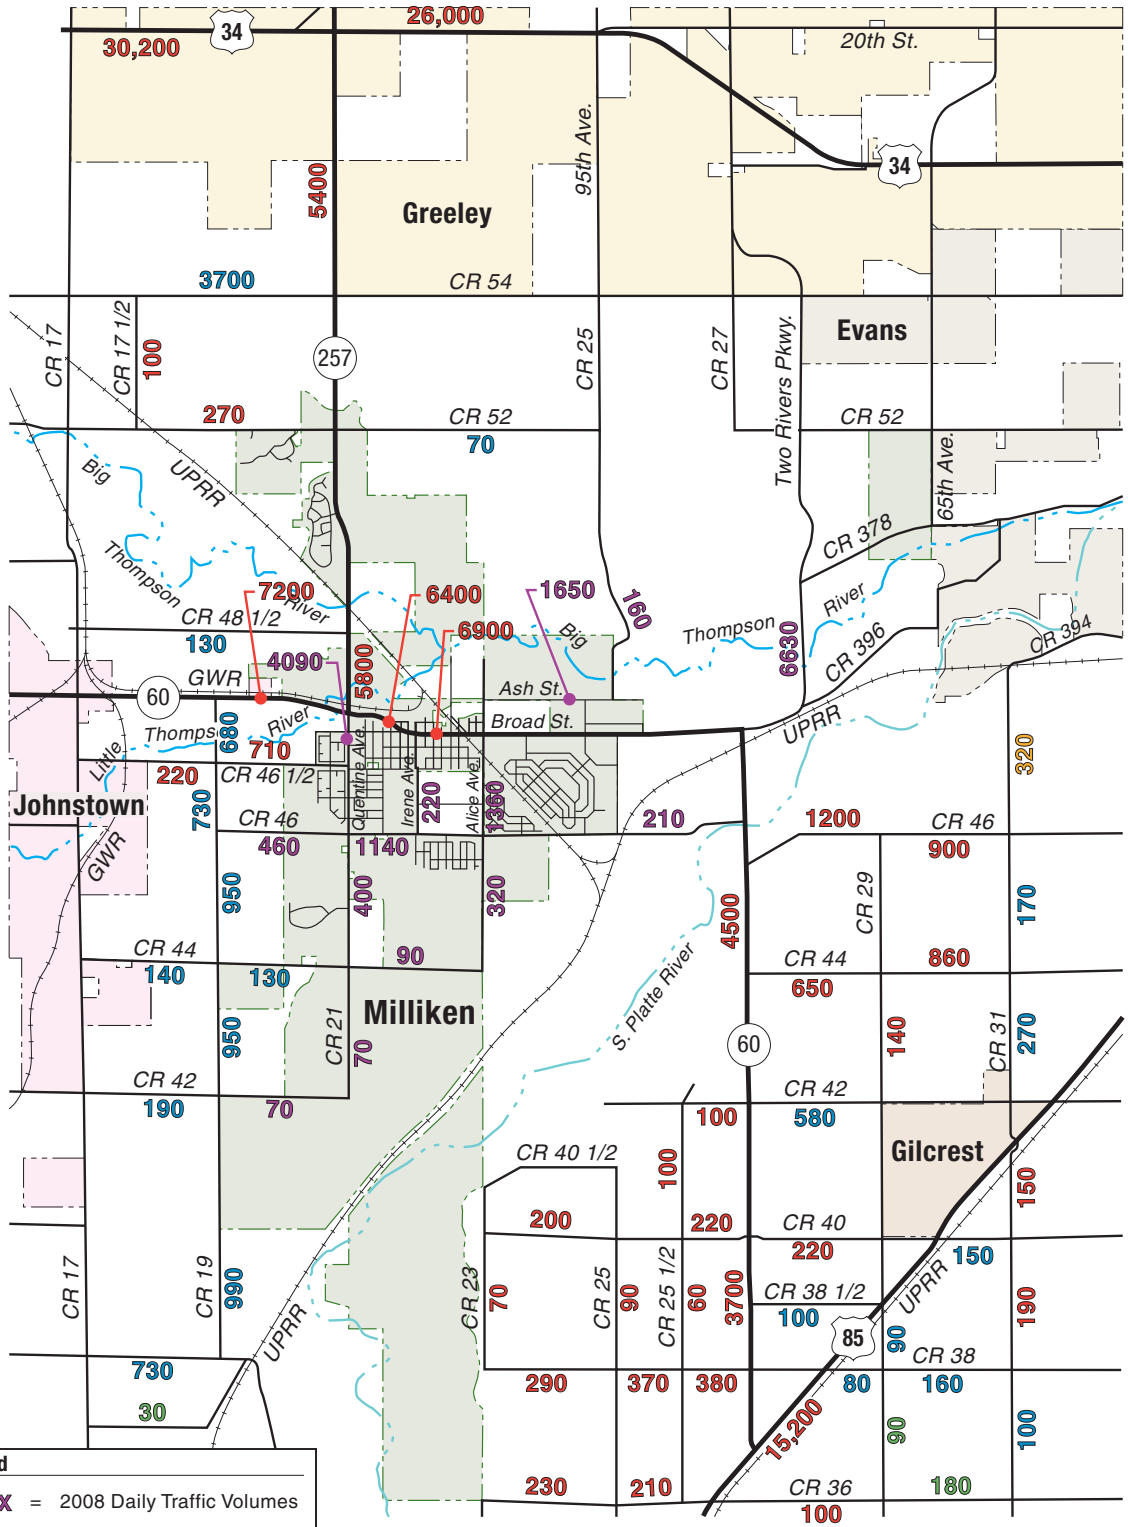 26,000
34
30,200
20th St.
95th Ave.
34
5400
Greeley
3700
CR 54
CR 17
CR 17 1/2
100
257
CR 25
CR 27
Two Rivers Pkwy.
Evans
270
CR 52
70
CR 52
65th Ave.
Big
UPRR
CR 378
Thompson
7200
River
6400
1650
160
River
CR 48 1/2
130
6900
Big
Thompson
6630
CR 396
CR 394
4090
5800
GWR
60
Ash St.
River
Broad St.
UPRR
Thomps
680
710
Little
220
CR 46 1/2
Quentine Ave.
Irene Ave.
220
Alice Ave.
1360
320
Johnstown
730
CR 46
210
1200
CR 46
460
1140
900
GWR
950
400
320
4500
CR 29
170
CR 44
140
130
90
CR 44
860
650
S. Platte River
Milliken
950
CR 21
70
60
140
CR 31
270
CR 42
190
70
CR 42
100
580
CR 40 1/2
100
Gilcrest
150
200
220
CR 40
220
150
CR 17
CR 19
990
UPRR
CR 23
70
CR 25
90
CR 25 1/2
60
3700
CR 38 1/2
100
UPRR
190
85
90
CR 38
730
290
370
380
80
160
30
15,200
90
100
d
X = 2008 Daily Traffic Volumes
230
210
CR 36
180
100